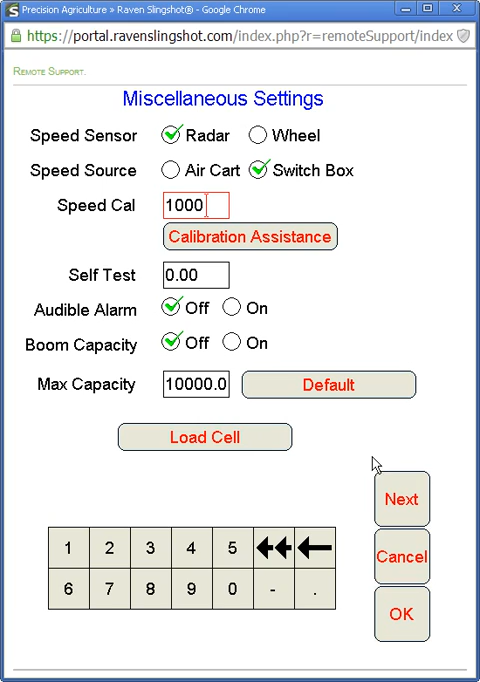 Precision Agriculture » Raven Slingshot® - Google Chrome
https://portal.ravenslingshot.com/index.php?r=remoteSupport/index
Remote Support.
Miscellaneous Settings
Speed Sensor Radar Wheel
Speed Source Air Cart Switch Box
Speed Cal 1000
Calibration Assistance
Self Test 0.00
Audible Alarm Off On
Boom Capacity Off On
Max Capacity 10000.0 Default
Load Cell
Next
1 2 3 4 5
Cancel
6 7 8 9 0 - .
OK